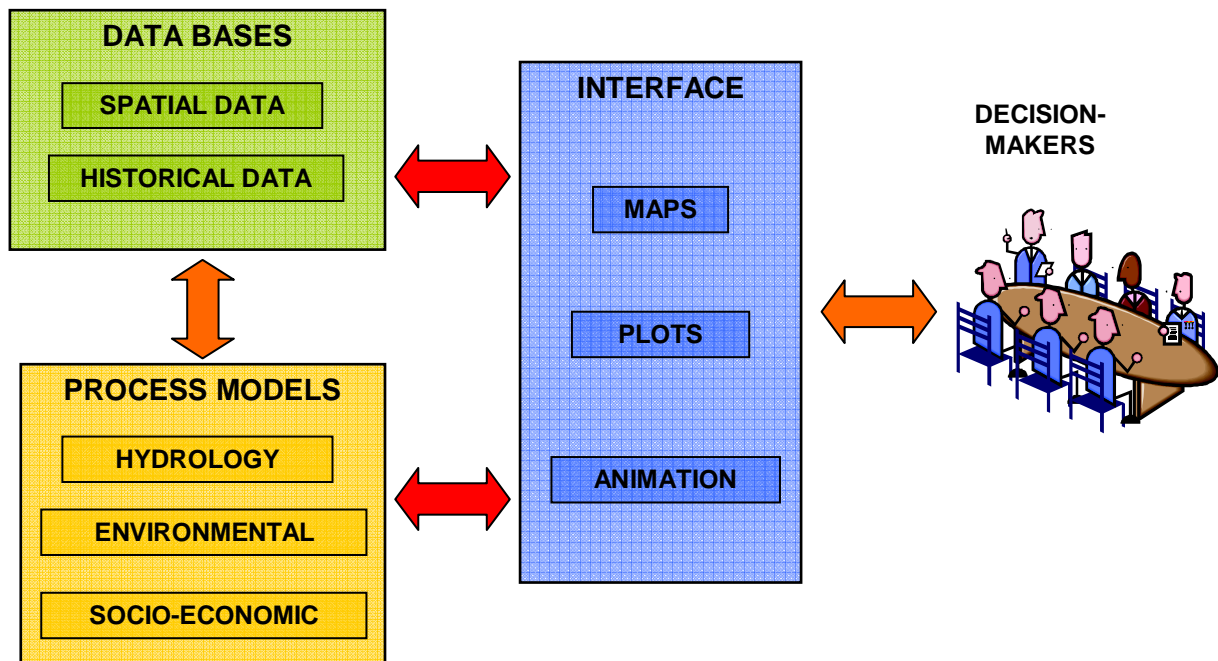 DATA BASES
SPATIAL DATA
HISTORICAL DATA
PROCESS MODELS
HYDROLOGY
ENVIRONMENTAL
SOCIO-ECONOMIC
INTERFACE
MAPS
PLOTS
ANIMATION
DECISION-
MAKERS